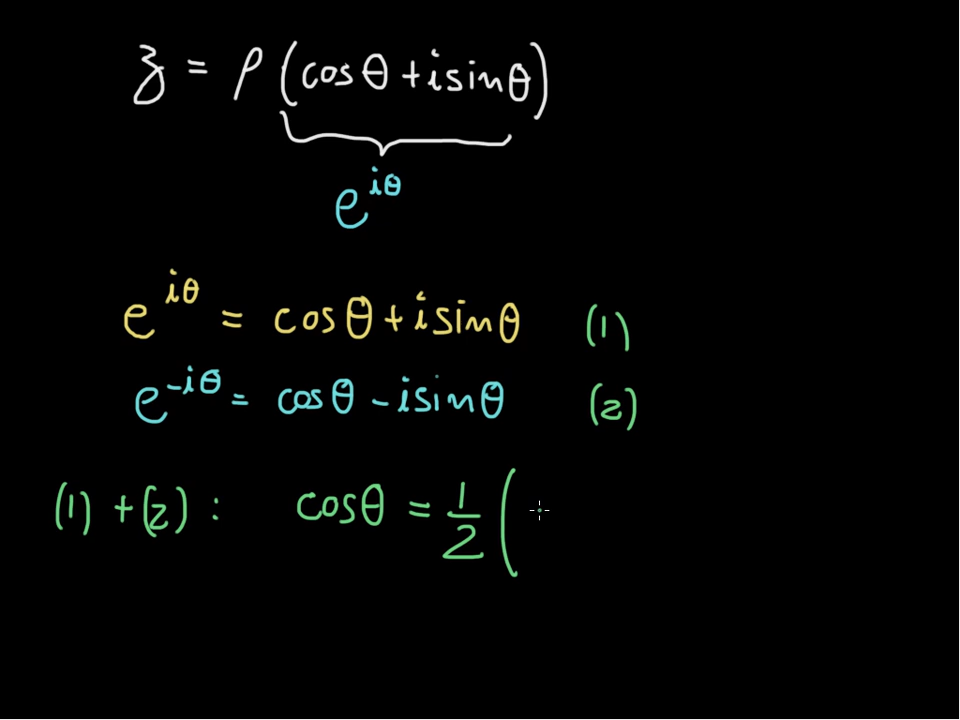 z = ρ (cosθ + i sinθ)
e^{iθ}
e^{iθ} = cosθ + i sinθ (1)
e^{-iθ} = cosθ - i sinθ (2)
(1) + (2) : cosθ = 1/2 (